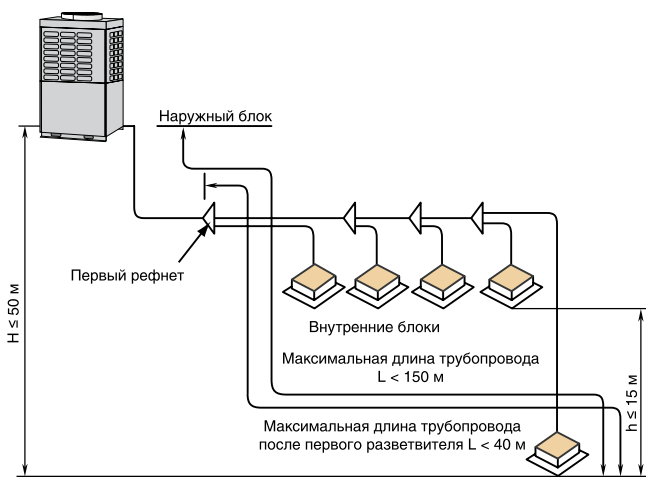 Наружный блок
Первый рефнет
H ≤ 50 м
Внутренние блоки
Максимальная длина трубопровода
L < 150 м
h ≤ 15 м
Максимальная длина трубопровода
после первого разветвителя L < 40 м